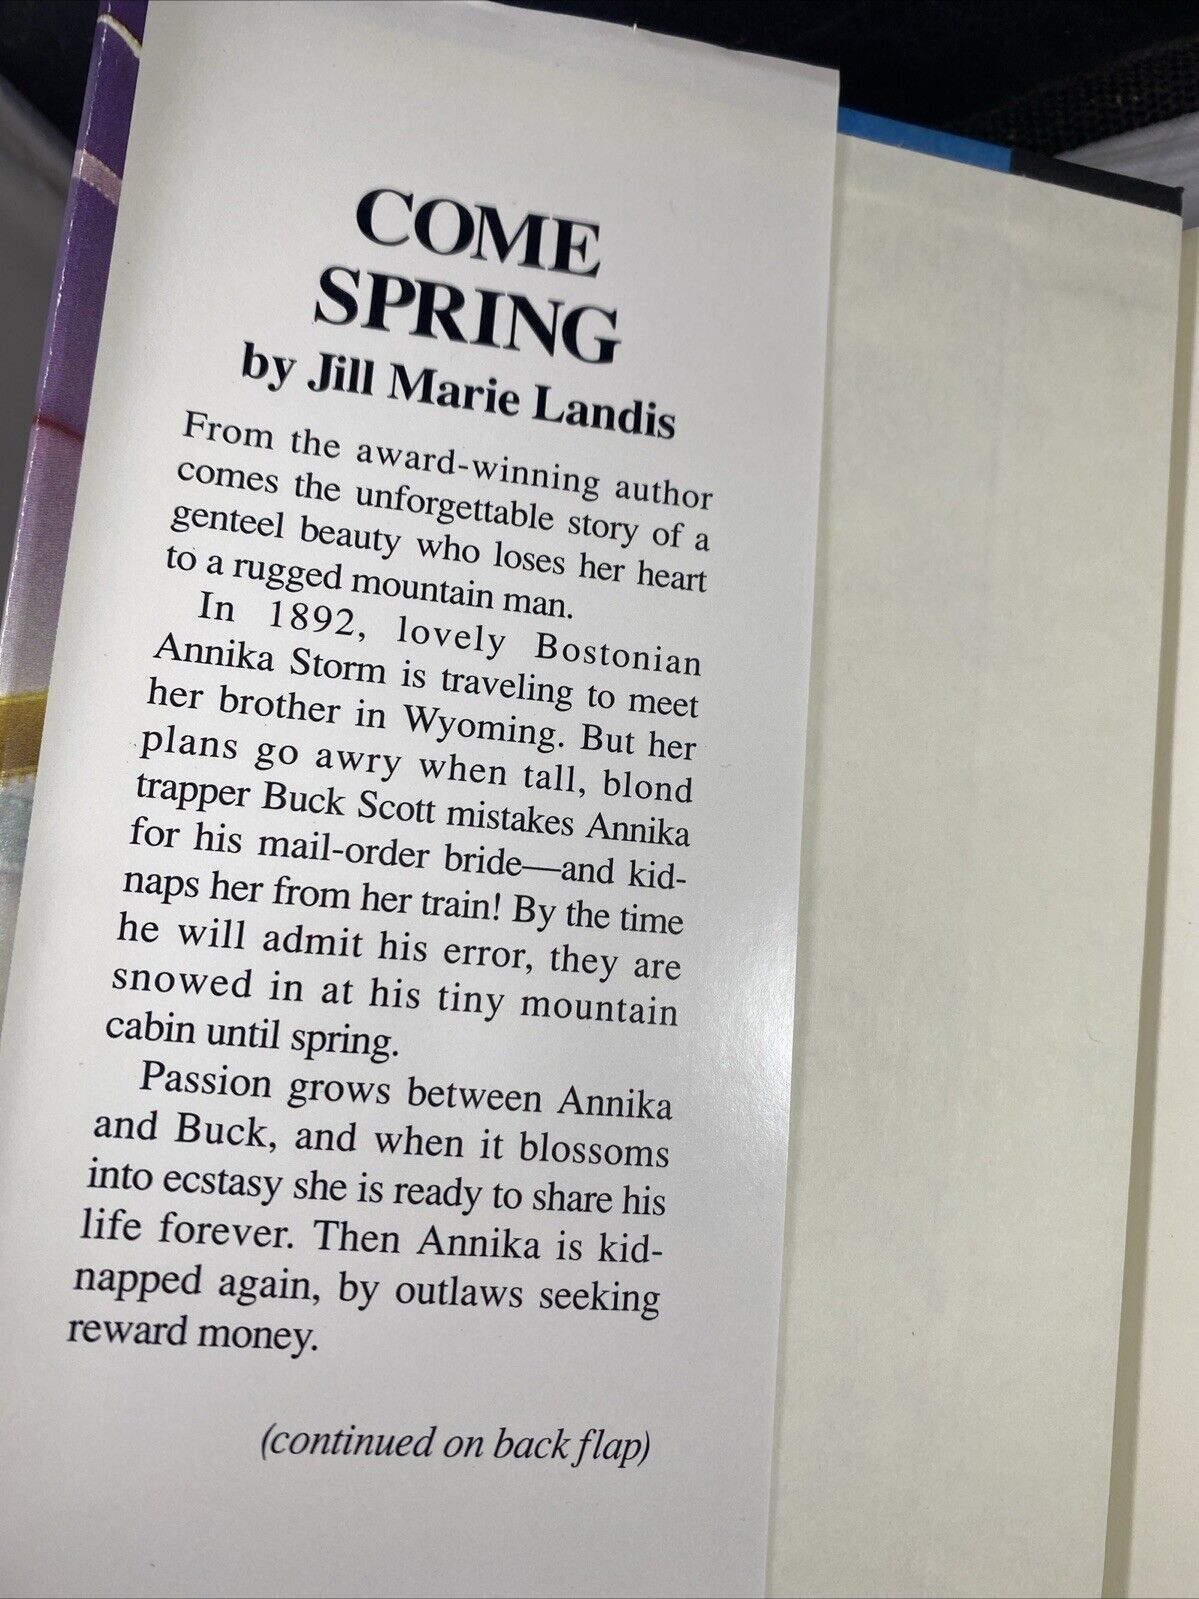 COME
SPRING
by Jill Marie Landis
From the award-winning author
comes the unforgettable story of a
genteel beauty who loses her heart
to a rugged mountain man.
In 1892, lovely Bostonian
Annika Storm is traveling to meet
her brother in Wyoming. But her
plans go awry when tall, blond
trapper Buck Scott mistakes Annika
for his mail-order bride—and kid-
naps her from her train! By the time
he will admit his error, they are
snowed in at his tiny mountain
cabin until spring.
Passion grows between Annika
and Buck, and when it blossoms
into ecstasy she is ready to share his
life forever. Then Annika is kid-
napped again, by outlaws seeking
reward money.
(continued on back flap)